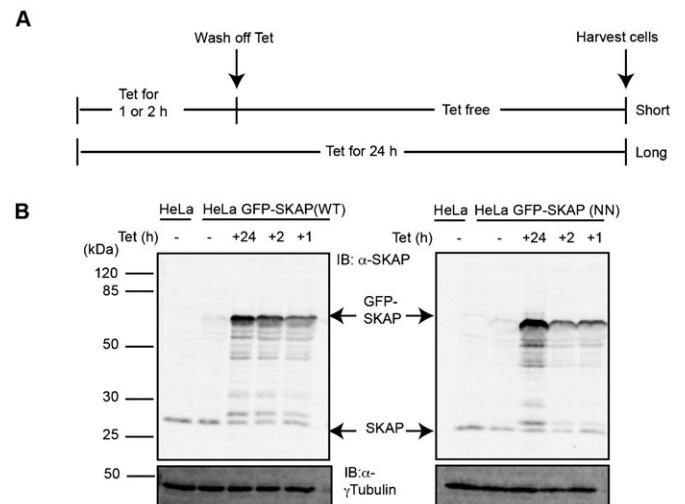 A
Wash off Tet
Harvest cells
Tet for
1 or 2 h
Tet free
Short
Tet for 24 h
Long
B
HeLa HeLa GFP-SKAP(WT)
HeLa HeLa GFP-SKAP (NN)
Tet (h) - - +24 +2 +1
Tet (h) - - +24 +2 +1
(kDa)
IB: α-SKAP
120
85
GFP-
SKAP
50
30
SKAP
25
50
IB:α-
γTubulin